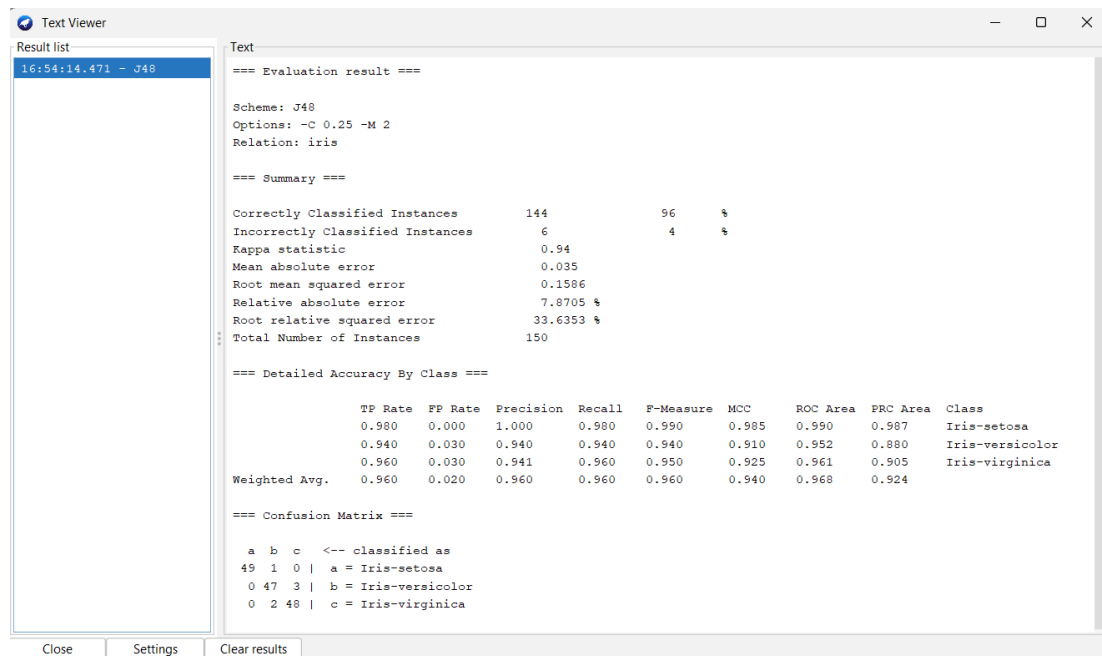 Text Viewer
Result list
16:54:14.471 - J48
Text
=== Evaluation result ===
Scheme: J48
Options: -C 0.25 -M 2
Relation: iris
=== Summary ===
Correctly Classified Instances 144 96 %
Incorrectly Classified Instances 6 4 %
Kappa statistic 0.94
Mean absolute error 0.035
Root mean squared error 0.1586
Relative absolute error 7.8705 %
Root relative squared error 33.6353 %
Total Number of Instances 150
=== Detailed Accuracy By Class ===
TP Rate FP Rate Precision Recall F-Measure MCC ROC Area PRC Area Class
0.980 0.000 1.000 0.980 0.990 0.985 0.990 0.987 Iris-setosa
0.940 0.030 0.940 0.940 0.940 0.910 0.952 0.880 Iris-versicolor
0.960 0.030 0.941 0.960 0.950 0.925 0.961 0.905 Iris-virginica
Weighted Avg. 0.960 0.020 0.960 0.960 0.960 0.940 0.968 0.924
=== Confusion Matrix ===
a b c <-- classified as
49 1 0 | a = Iris-setosa
0 47 3 | b = Iris-versicolor
0 2 48 | c = Iris-virginica
Close Settings Clear results